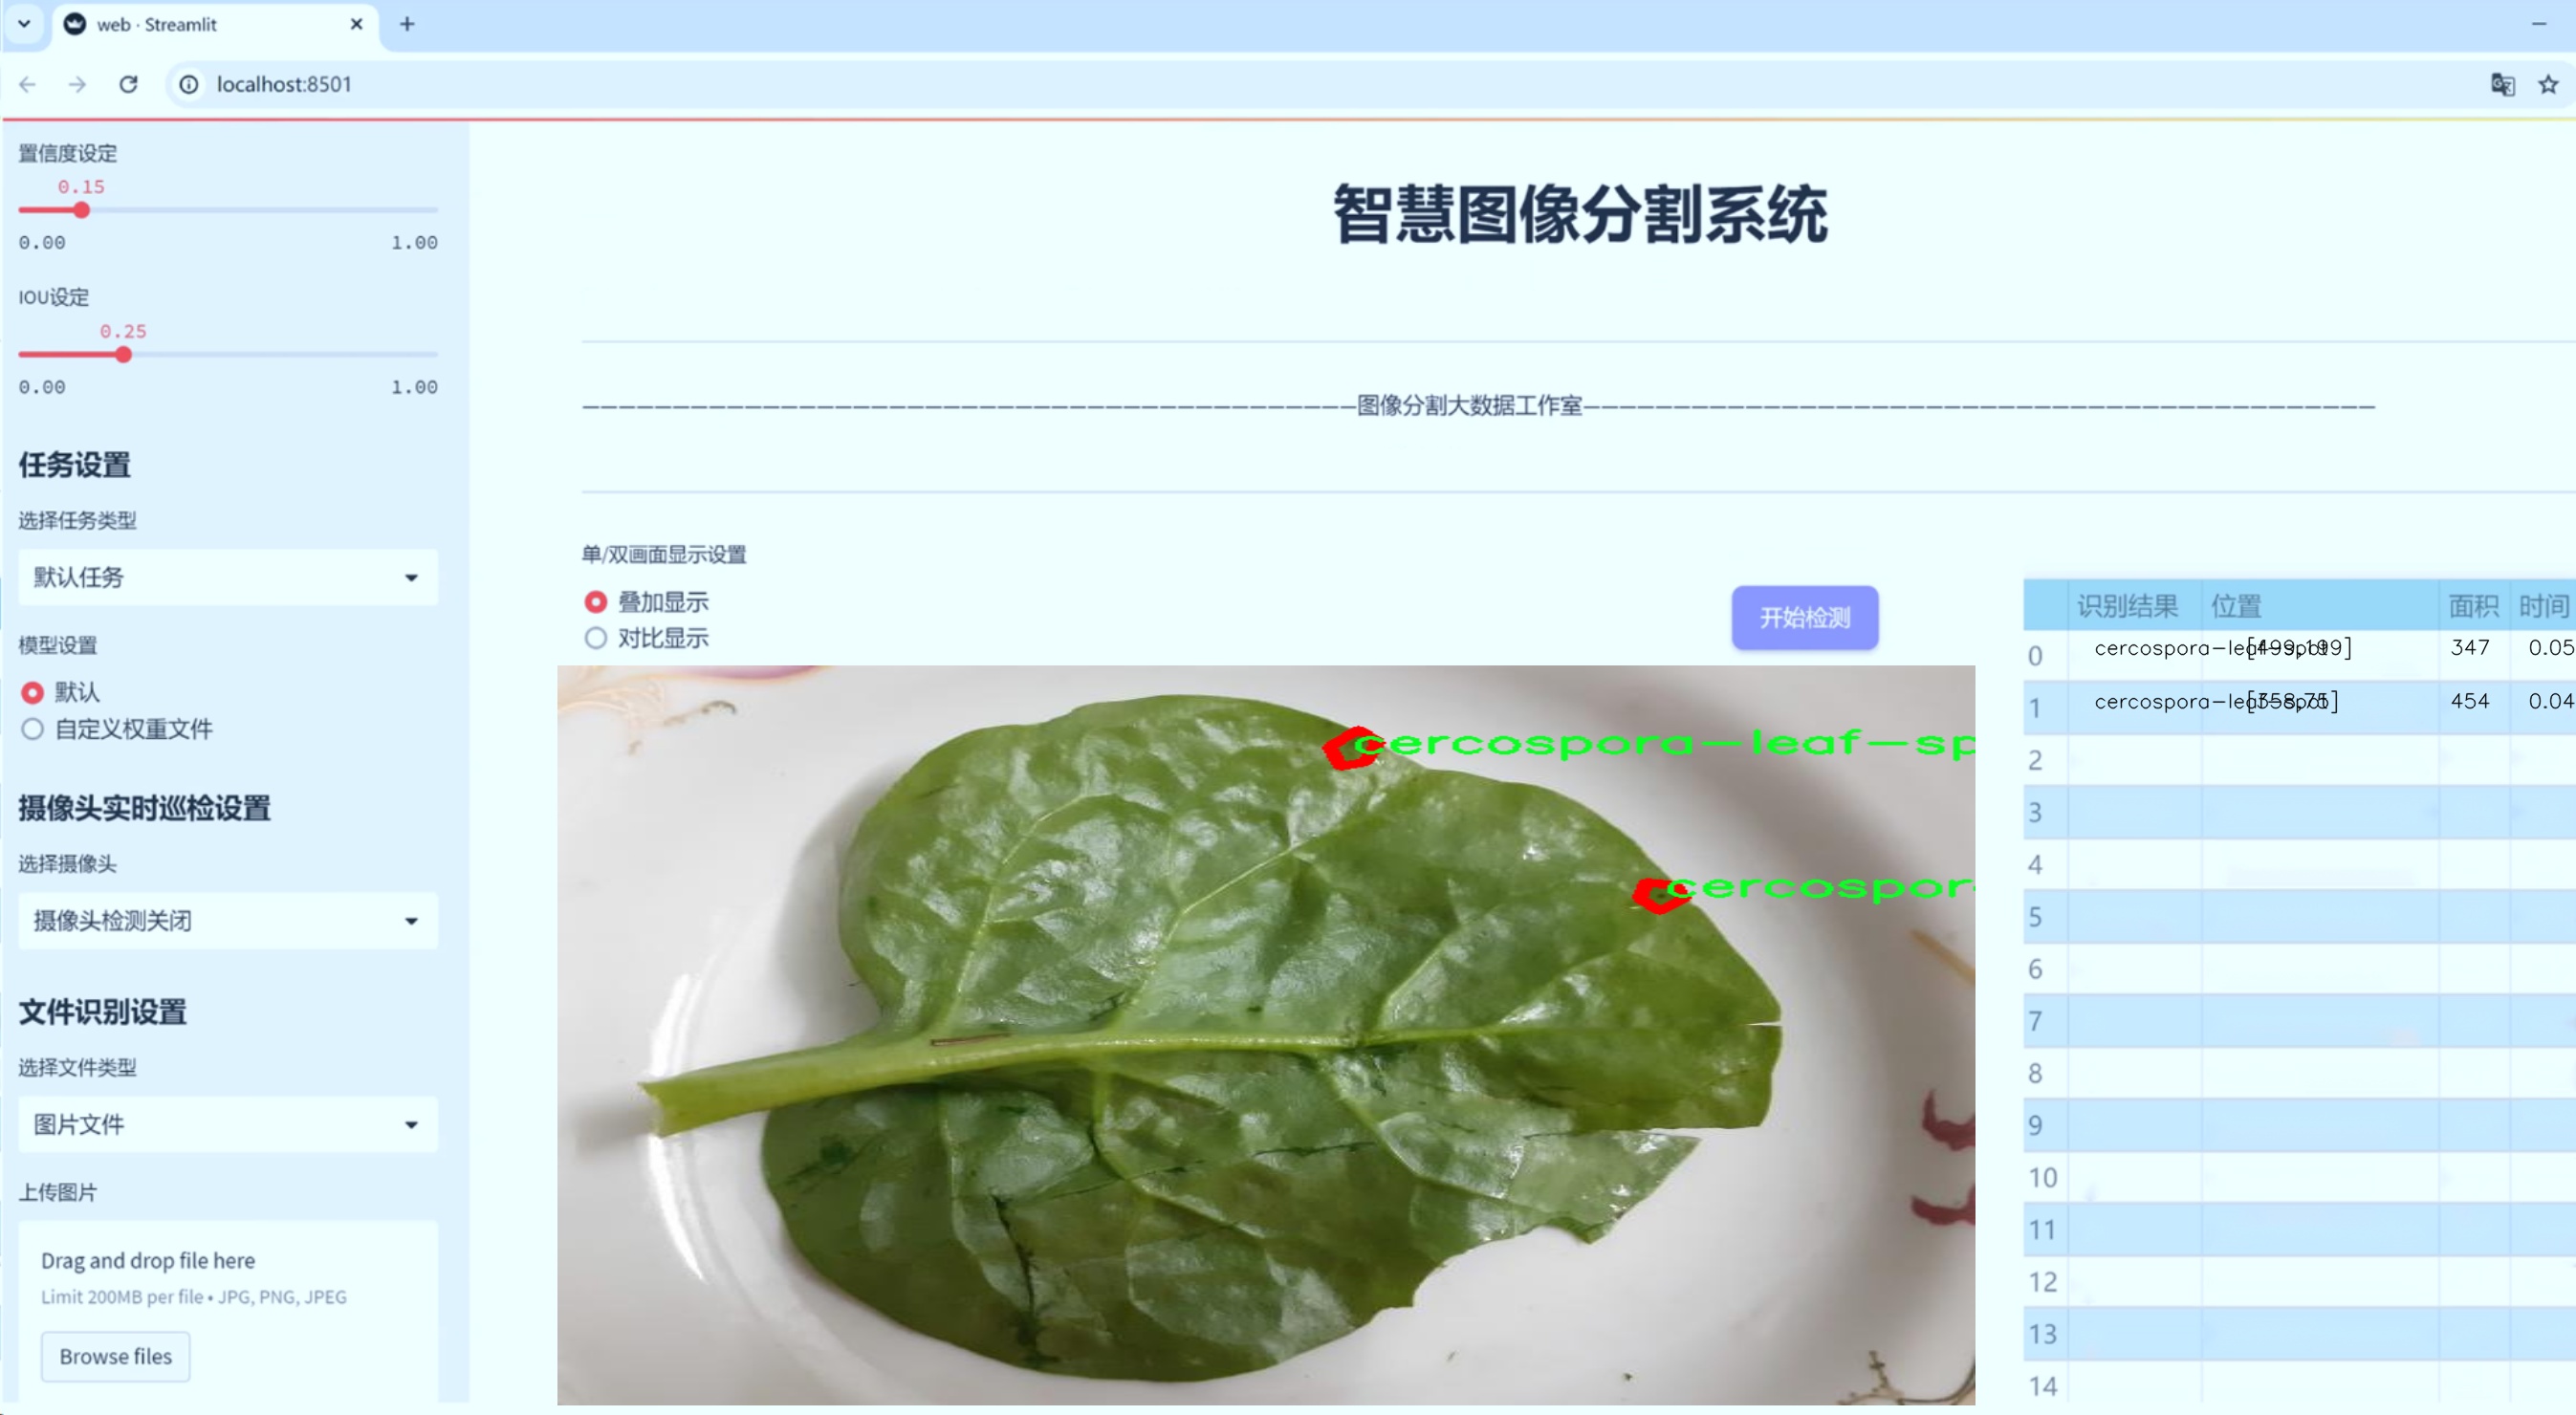 web · Streamlit
localhost:8501
置信度设定
0.15
0.00 1.00
IOU设定
0.25
0.00 1.00
任务设置
选择任务类型
默认任务
模型设置
默认
自定义权重文件
摄像头实时巡检设置
选择摄像头
摄像头检测关闭
文件识别设置
选择文件类型
图片文件
上传图片
Drag and drop file here
Limit 200MB per file • JPG, PNG, JPEG
Browse files
智慧图像分割系统
图像分割大数据工作室
单/双画面显示设置
叠加显示
对比显示
开始检测
cercospora-leaf-sp
cercospor
识别结果 位置 面积 时间
0 cercospora-leaf-spot [499,199] 347 0.05
1 cercospora-leaf-spot [358,75] 454 0.04
2
3
4
5
6
7
8
9
10
11
12
13
14